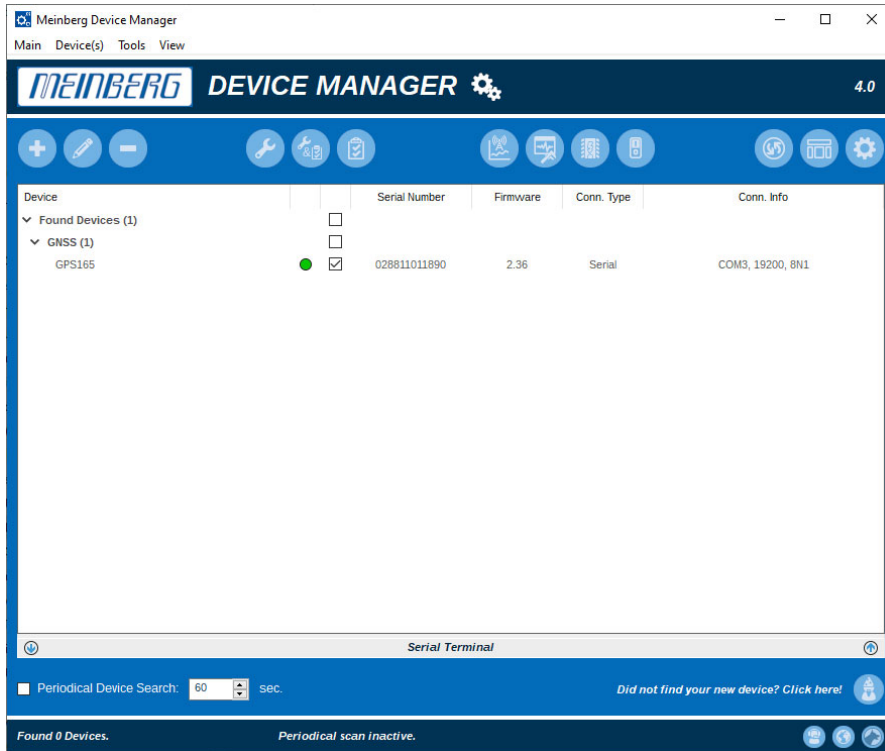 Meinberg Device Manager
Main Device(s) Tools View
MEINBERG DEVICE MANAGER 4.0
Device Serial Number Firmware Conn. Type Conn. Info
Found Devices (1)
GNSS (1)
GPS165 028811011890 2.36 Serial COM3, 19200, 8N1
Serial Terminal
Periodical Device Search: 60 sec. Did not find your new device? Click here!
Found 0 Devices. Periodical scan inactive.